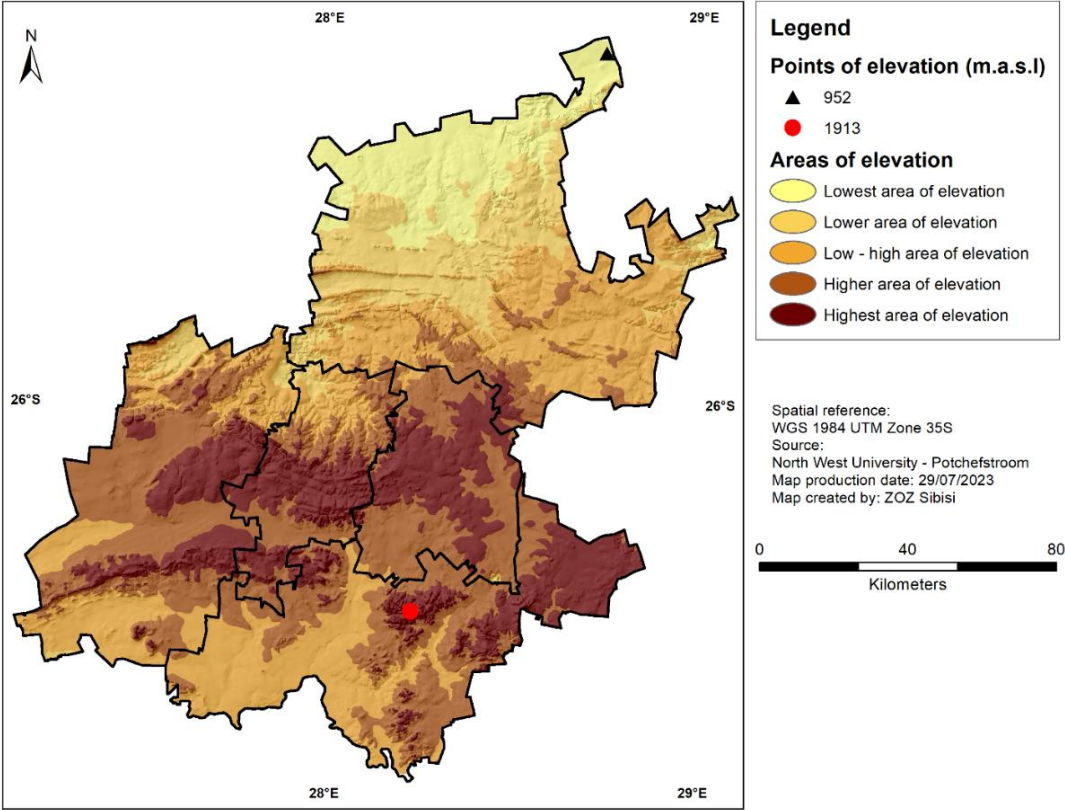 28°E
29°E
N
26°S
26°S
28°E
29°E
Legend
Points of elevation (m.a.s.l)
952
1913
Areas of elevation
Lowest area of elevation
Lower area of elevation
Low - high area of elevation
Higher area of elevation
Highest area of elevation
Spatial reference:
WGS 1984 UTM Zone 35S
Source:
North West University - Potchefstroom
Map production date: 29/07/2023
Map created by: ZOZ Sibisi
0 40 80
Kilometers